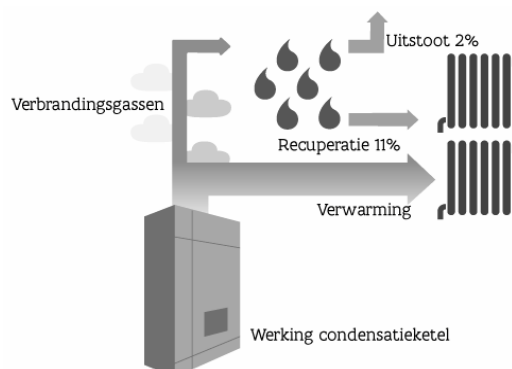 Uitstoot 2%
Verbrandingsgassen
Recuperatie 11%
Verwarming
Werking condensatieketel